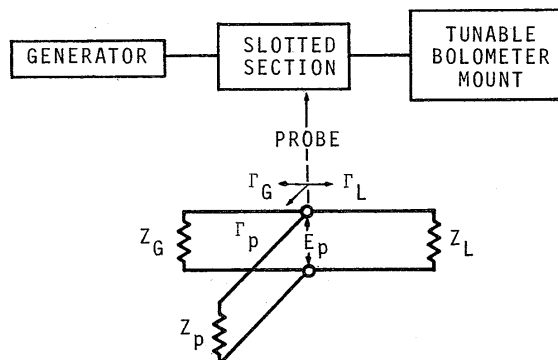 GENERATOR
SLOTTED
SECTION
TUNABLE
BOLOMETER
MOUNT
PROBE
Γ_G Γ_L
Z_G Γ_p E_p Z_L
Z_p